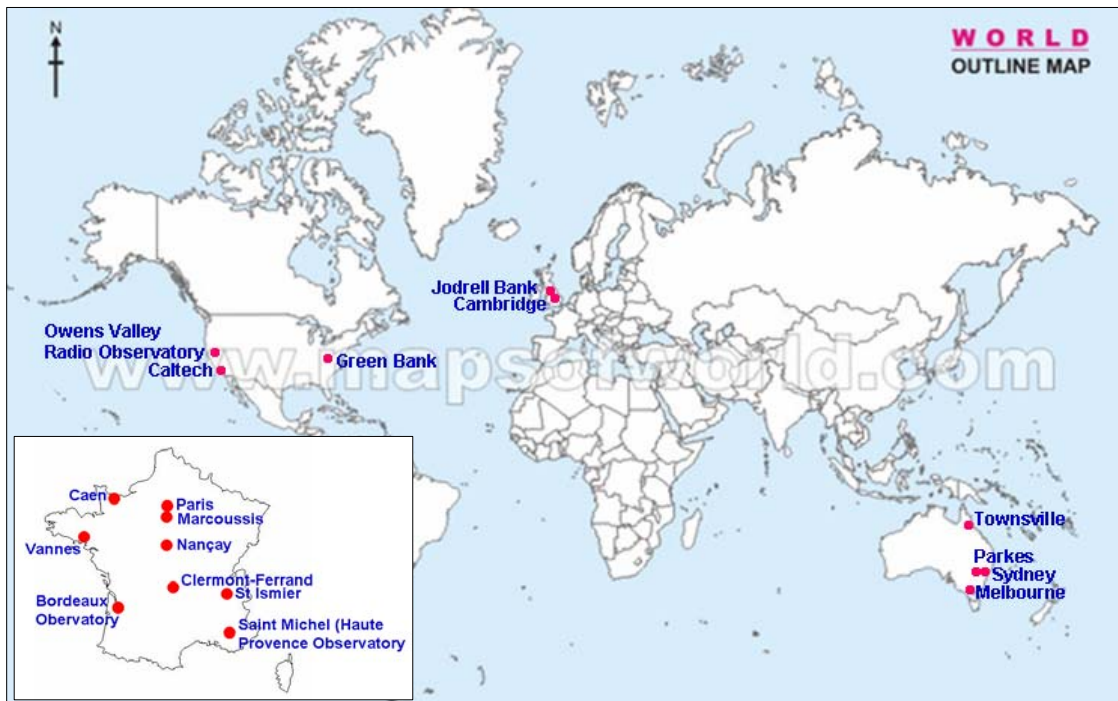 N
WORLD
OUTLINE MAP
Jodrell Bank
Cambridge
Owens Valley
Radio Observatory
Caltech
Green Bank
www.mapsofworld.com
Townsville
Parkes
Sydney
Melbourne
Caen
Paris
Marcoussis
Vannes
Nançay
Clermont-Ferrand
St Ismier
Bordeaux
Obervatory
Saint Michel (Haute
Provence Observatory